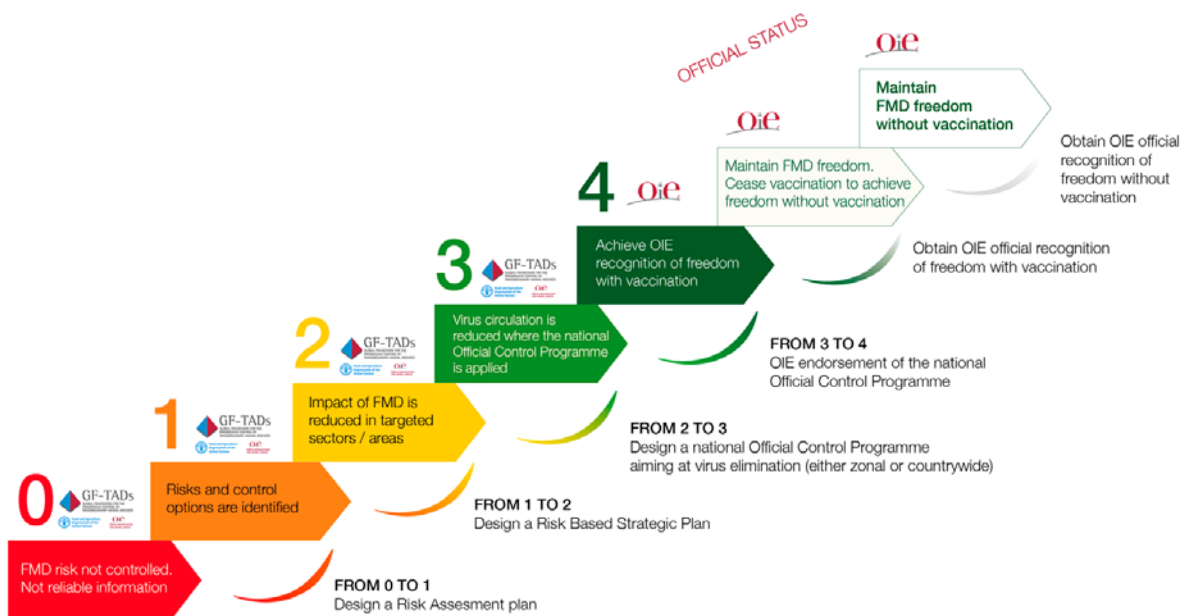 OFFICIAL STATUS
OiE
Maintain
FMD freedom
without vaccination
Obtain OIE official
recognition of
freedom without
vaccination
OiE
Maintain FMD freedom.
Cease vaccination to achieve
freedom without vaccination
Obtain OIE official recognition
of freedom with vaccination
4
OiE
Achieve OIE
recognition of freedom
with vaccination
FROM 3 TO 4
OIE endorsement of the national
Official Control Programme
3
GF-TADs
Virus circulation is
reduced where the national
Official Control Programme
is applied
FROM 2 TO 3
Design a national Official Control Programme
aiming at virus elimination (either zonal or countrywide)
2
GF-TADs
Impact of FMD is
reduced in targeted
sectors / areas
FROM 1 TO 2
Design a Risk Based Strategic Plan
1
GF-TADs
Risks and control
options are identified
FROM 0 TO 1
Design a Risk Assesment plan
0
GF-TADs
FMD risk not controlled.
Not reliable information